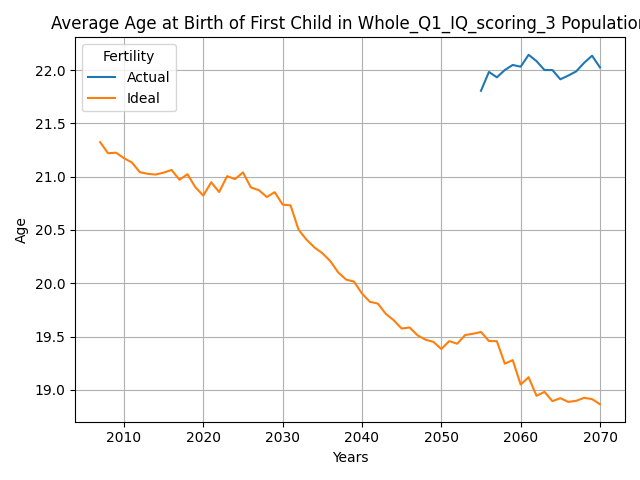 Average Age at Birth of First Child in Whole_Q1_IQ_scoring_3 Population
Fertility
Actual
Ideal
22.0
21.5
21.0
20.5
20.0
19.5
19.0
Age
2010 2020 2030 2040 2050 2060 2070
Years